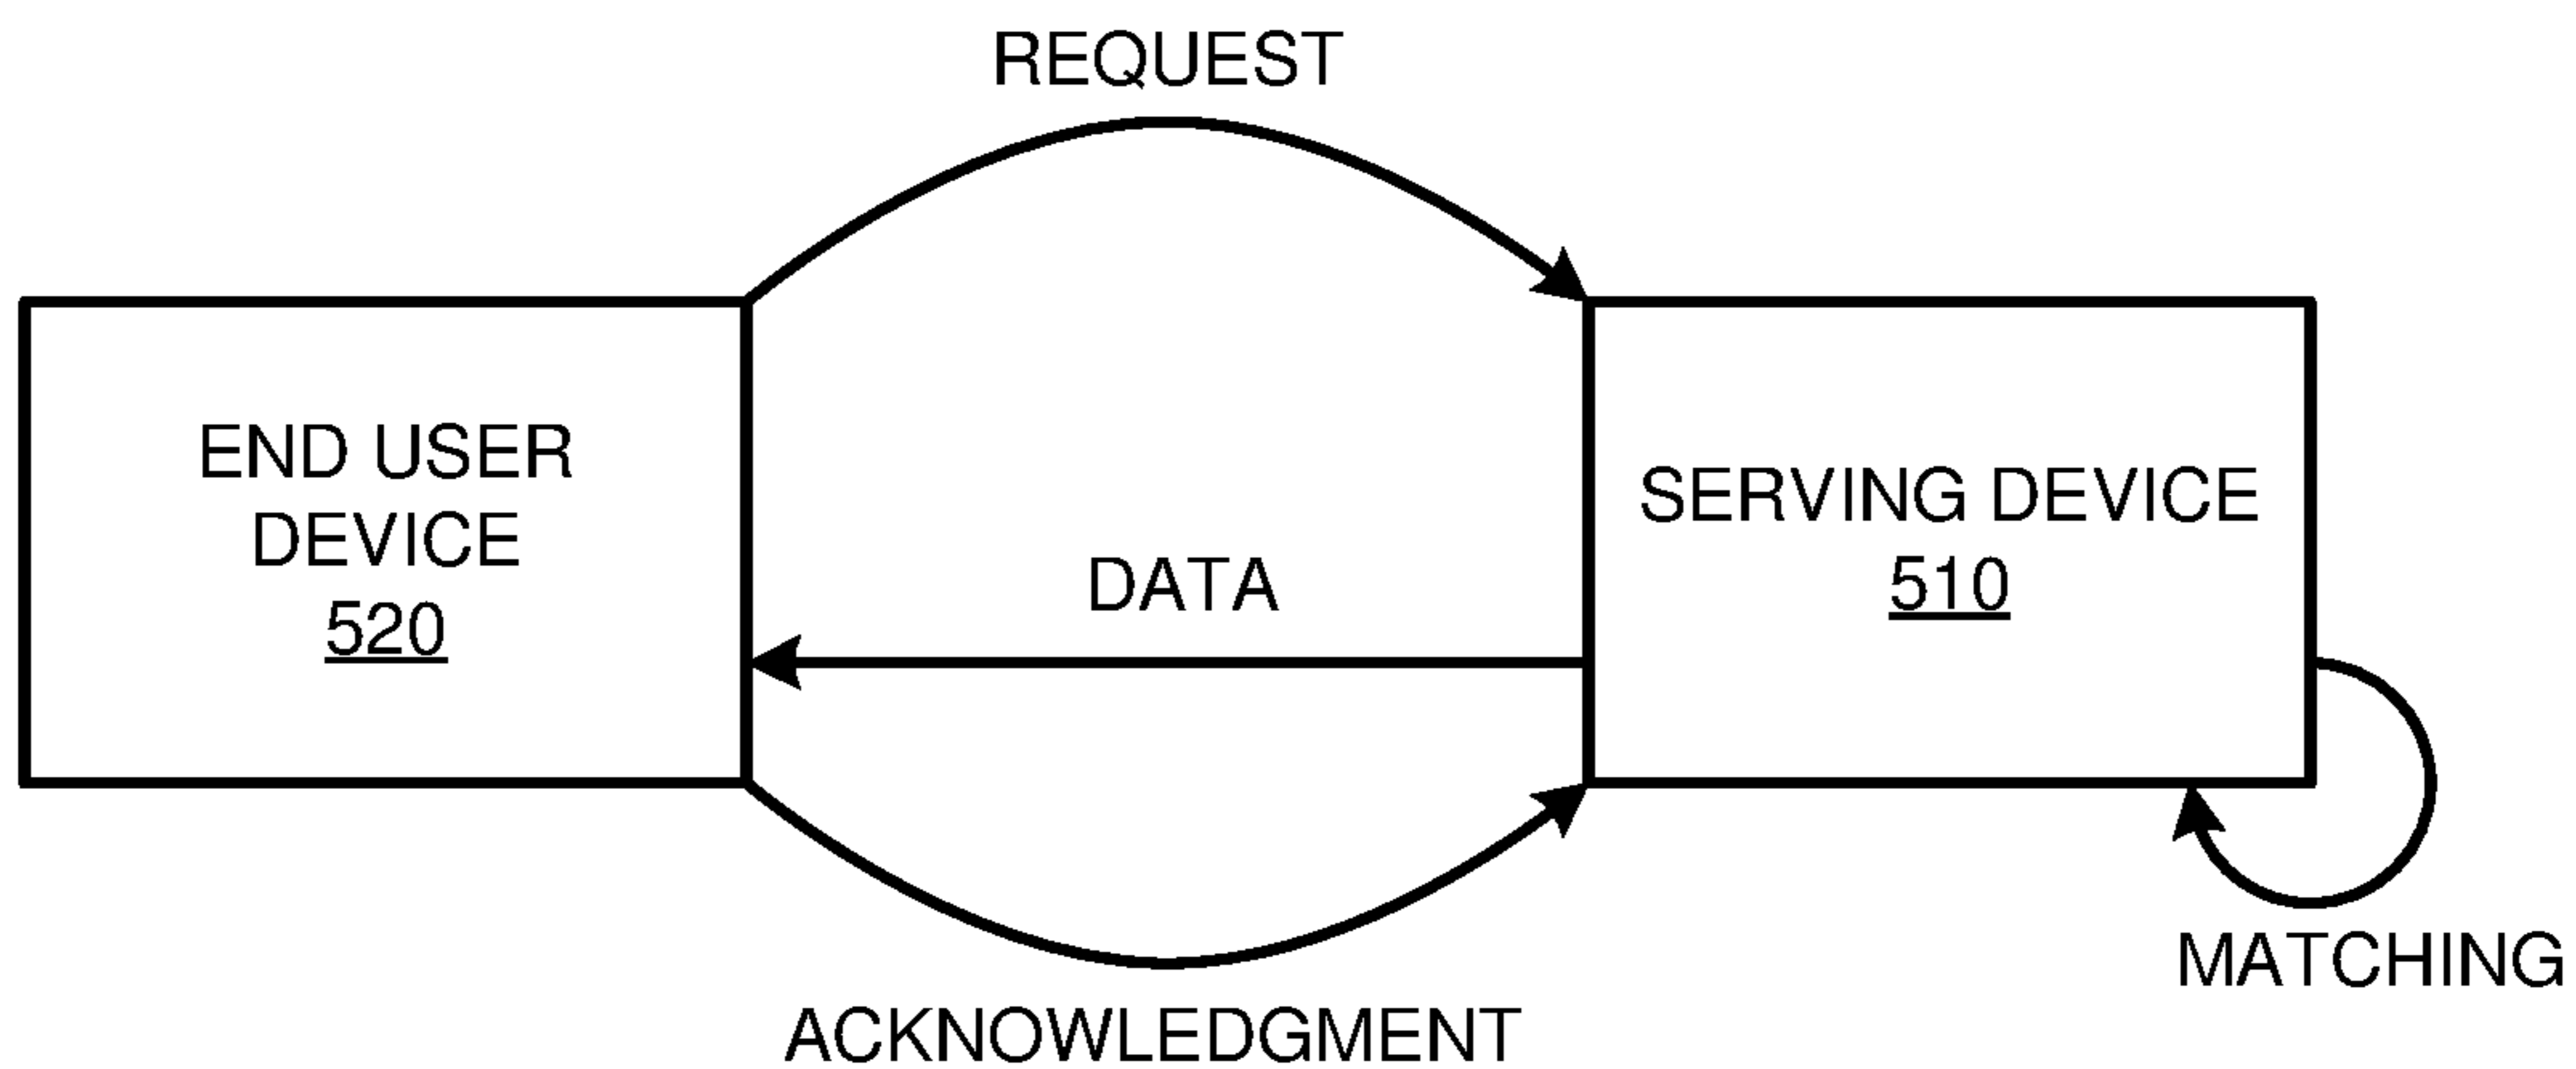 REQUEST
END USER
DEVICE
520
DATA
SERVING DEVICE
510
ACKNOWLEDGMENT
MATCHING